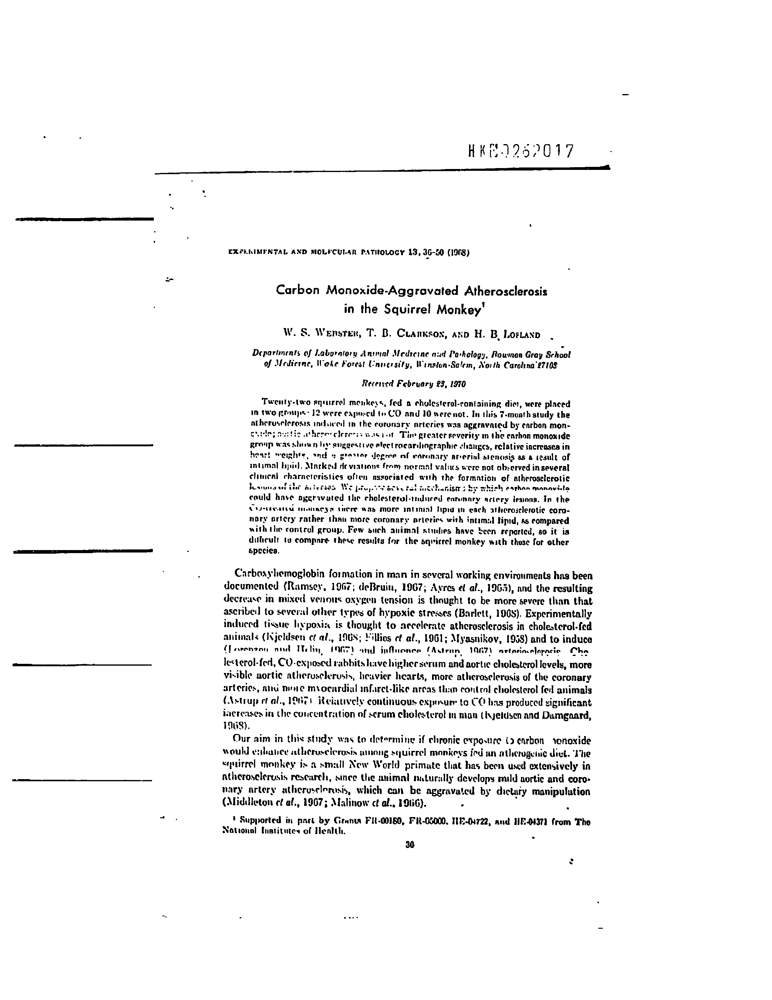 HKE0262017
EXPERIMENTAL AND MOLECULAR PATHOLOGY 13, 36-50 (1968)
Carbon Monoxide-Aggravated Atherosclerosis
in the Squirrel Monkey¹
W. S. WEBSTER, T. B. CLARKSON, AND H. B. LOFLAND
Departments of Laboratory Animal Medicine and Pathology, Bowman Gray School
of Medicine, Wake Forest University, Winston-Salem, North Carolina 27103
Received February 23, 1970
Twenty-two squirrel monkeys, fed a cholesterol-containing diet, were placed
in two groups: 12 were exposed to CO and 10 were not. In this 7-month study the
atherosclerosis induced in the coronary arteries was aggravated by carbon mon-
oxide; aortic atherosclerosis was not. The greater severity in the carbon monoxide
group was shown by suggestive electrocardiographic changes, relative increases in
heart weights, and a greater degree of coronary arterial stenosis as a result of
intimal lipid. Marked deviations from normal values were not observed in several
clinical characteristics often associated with the formation of atherosclerotic
lesions of the arteries. We propose several mechanisms by which carbon monoxide
could have aggravated the cholesterol-induced coronary artery lesions. In the
CO-treated monkeys there was more intimal lipid in each atherosclerotic coro-
nary artery rather than more coronary arteries with intimal lipid, as compared
with the control group. Few such animal studies have been reported, so it is
difficult to compare these results for the squirrel monkey with those for other
species.
Carboxyhemoglobin formation in man in several working environments has been
documented (Ramsey, 1967; deBruin, 1967; Ayres et al., 1965), and the resulting
decrease in mixed venous oxygen tension is thought to be more severe than that
ascribed to several other types of hypoxic stresses (Barlett, 1968). Experimentally
induced tissue hypoxia is thought to accelerate atherosclerosis in cholesterol-fed
animals (Kjeldsen et al., 1968; Fillios et al., 1961; Myasnikov, 1958) and to induce
(Lorenzen and Helin, 1967) and influence (Astrup, 1967) arteriosclerosis. Cho-
lesterol-fed, CO-exposed rabbits have higher serum and aortic cholesterol levels, more
visible aortic atherosclerosis, heavier hearts, more atherosclerosis of the coronary
arteries, and more myocardial infarct-like areas than control cholesterol fed animals
(Astrup et al., 1967). Relatively continuous exposure to CO has produced significant
increases in the concentration of serum cholesterol in man (Kjeldsen and Damgaard,
1968).
Our aim in this study was to determine if chronic exposure to carbon monoxide
would enhance atherosclerosis among squirrel monkeys fed an atherogenic diet. The
squirrel monkey is a small New World primate that has been used extensively in
atherosclerosis research, since the animal naturally develops mild aortic and coro-
nary artery atherosclerosis, which can be aggravated by dietary manipulation
(Middleton et al., 1967; Malinow et al., 1966).
¹ Supported in part by Grants FR-00180, FR-05000, HE-04722, and HE-04371 from The
National Institutes of Health.
36